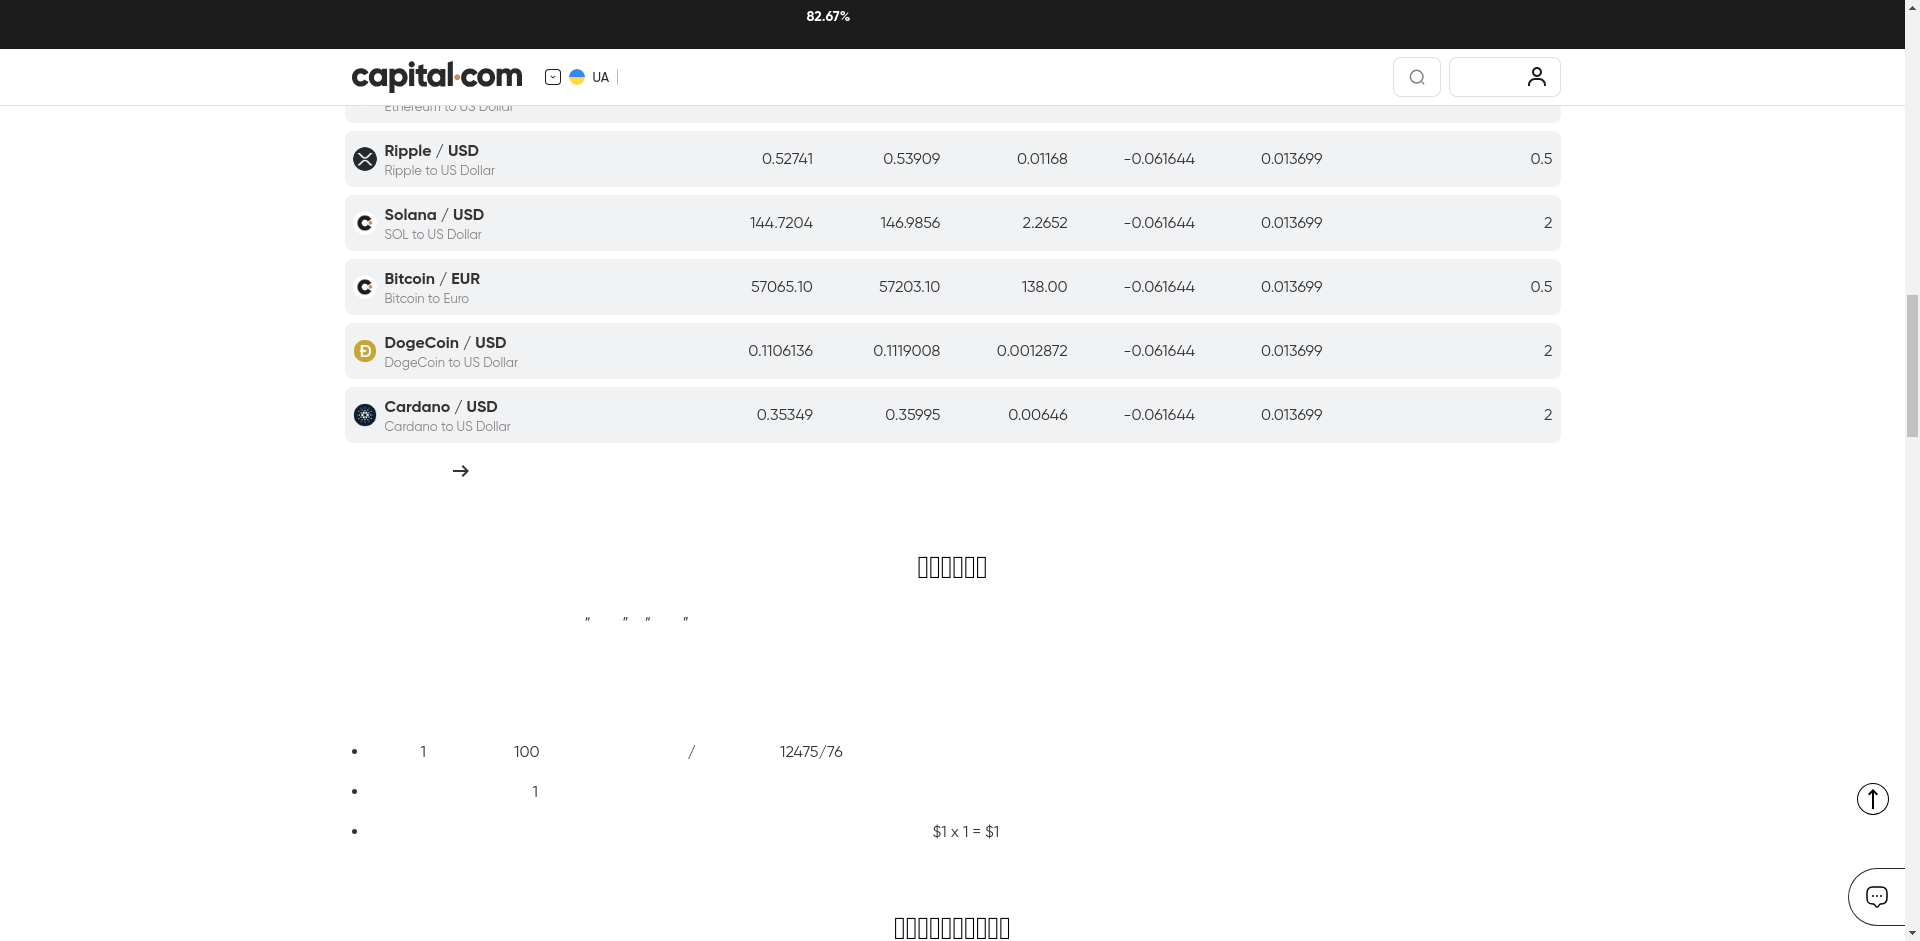 82.67%
capital.com UA
Ethereum to US Dollar
Ripple / USD 0.52741 0.53909 0.01168 -0.061644 0.013699 0.5
Ripple to US Dollar
Solana / USD 144.7204 146.9856 2.2652 -0.061644 0.013699 2
SOL to US Dollar
Bitcoin / EUR 57065.10 57203.10 138.00 -0.061644 0.013699 0.5
Bitcoin to Euro
DogeCoin / USD 0.1106136 0.1119008 0.0012872 -0.061644 0.013699 2
DogeCoin to US Dollar
Cardano / USD 0.35349 0.35995 0.00646 -0.061644 0.013699 2
Cardano to US Dollar
“ ” “ ”
1 100 / 12475/76
1
$1 x 1 = $1